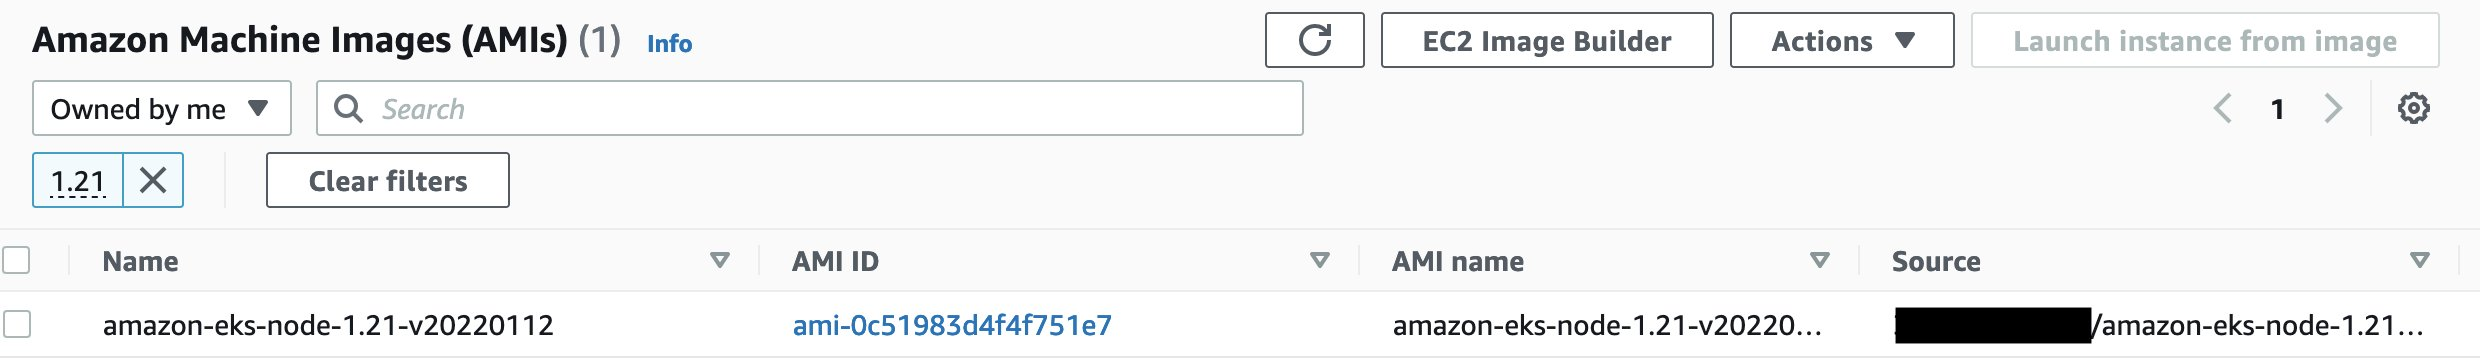 Amazon Machine Images (AMIs) (1) Info EC2 Image Builder Actions Launch instance from image
Owned by me Search 1
1.21 Clear filters
Name AMI ID AMI name Source
amazon-eks-node-1.21-v20220112 ami-0c51983d4f4f751e7 amazon-eks-node-1.21-v20220... /amazon-eks-node-1.21...